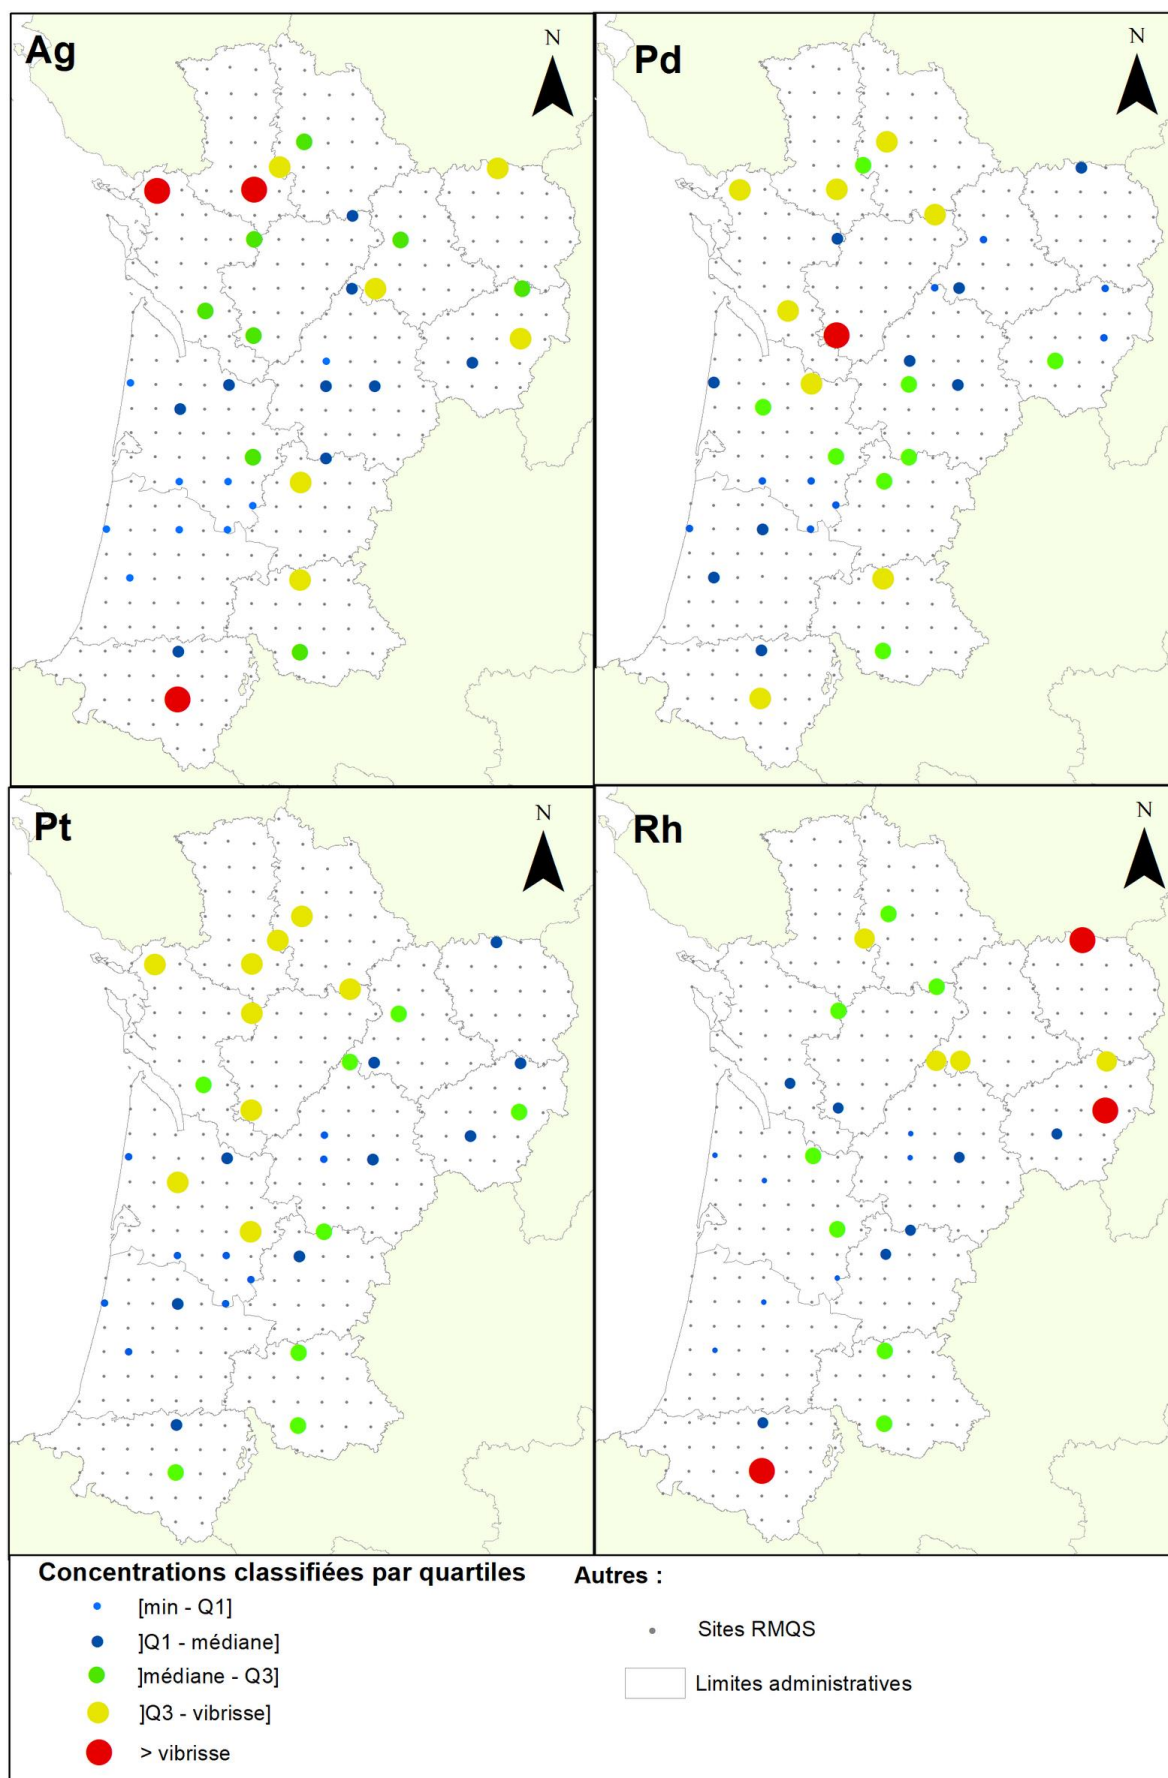 Ag
N
Pd
N
Pt
N
Rh
N
Concentrations classifiées par quartiles
[min - Q1]
]Q1 - médiane]
]médiane - Q3]
]Q3 - vibrisse]
> vibrisse
Autres :
Sites RMQS
Limites administratives